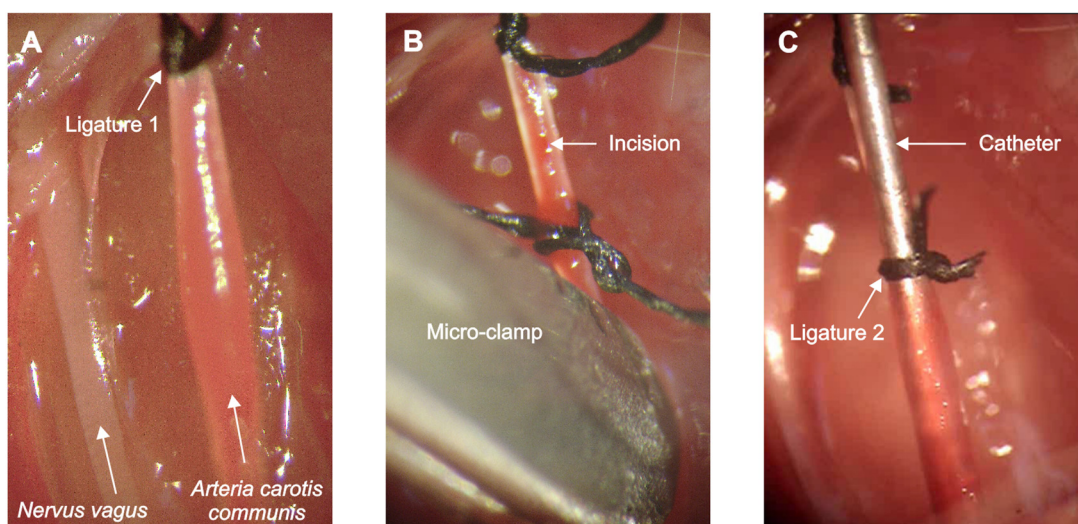 A
Ligature 1
Nervus vagus
Arteria carotis
communis
B
Incision
Micro-clamp
C
Catheter
Ligature 2